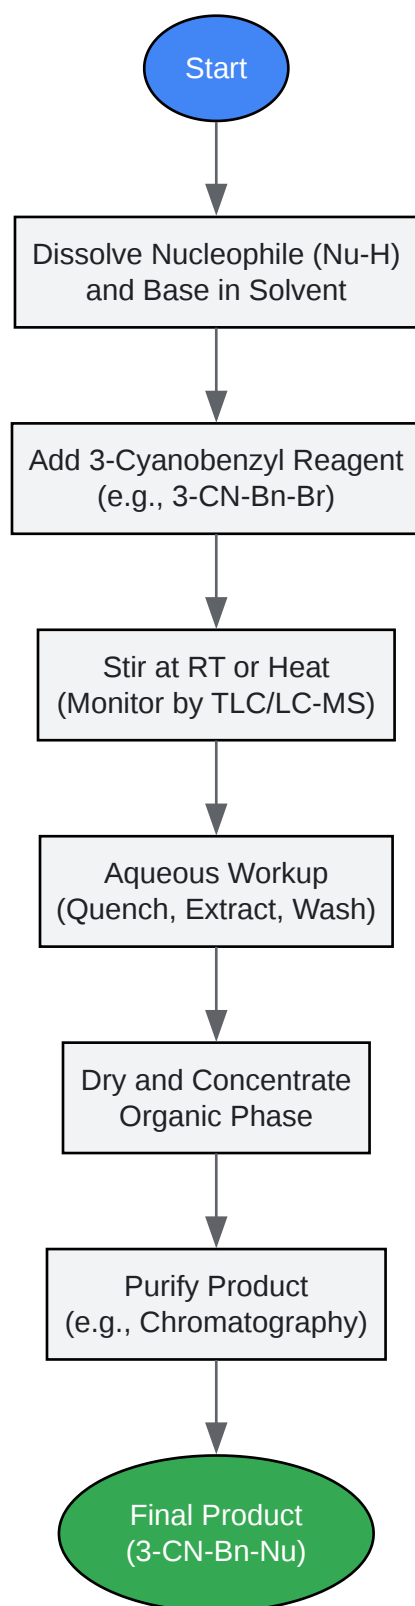 Start
Dissolve Nucleophile (Nu-H)
and Base in Solvent
Add 3-Cyanobenzyl Reagent
(e.g., 3-CN-Bn-Br)
Stir at RT or Heat
(Monitor by TLC/LC-MS)
Aqueous Workup
(Quench, Extract, Wash)
Dry and Concentrate
Organic Phase
Purify Product
(e.g., Chromatography)
Final Product
(3-CN-Bn-Nu)